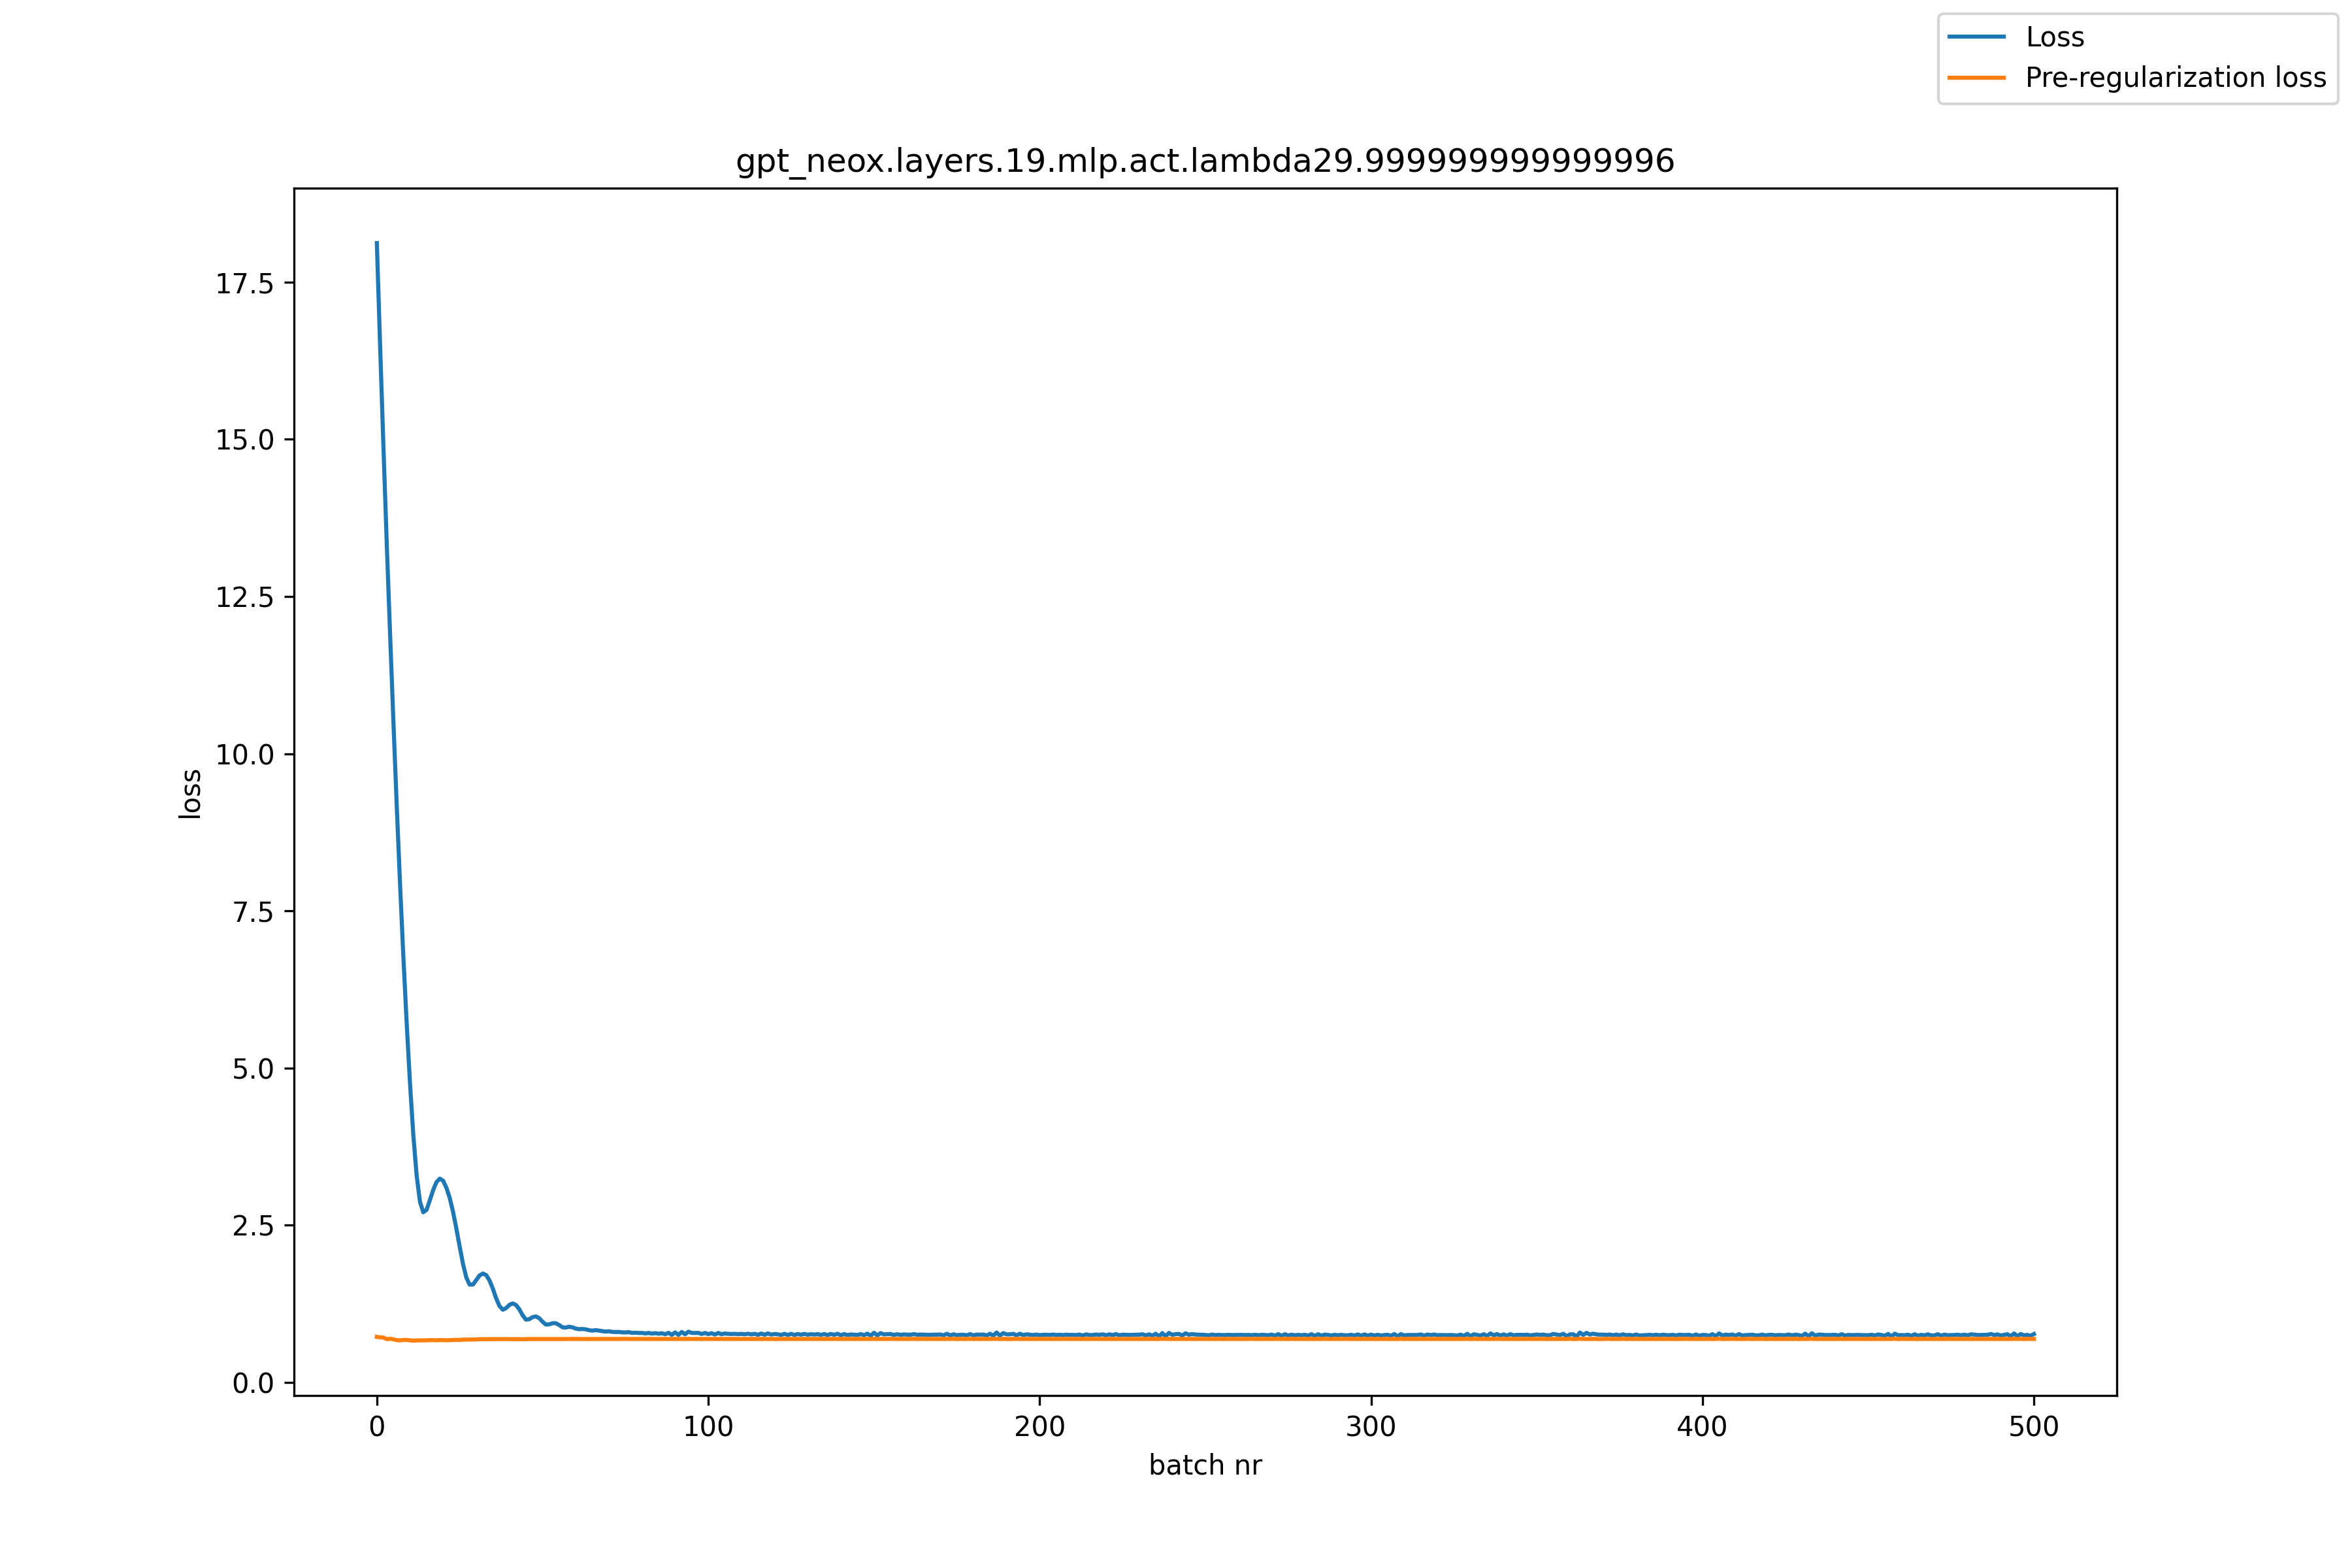 Loss
Pre-regularization loss
gpt_neox.layers.19.mlp.act.lambda29.999999999999996
17.5
15.0
12.5
10.0
7.5
5.0
2.5
0.0
loss
0 100 200 300 400 500
batch nr